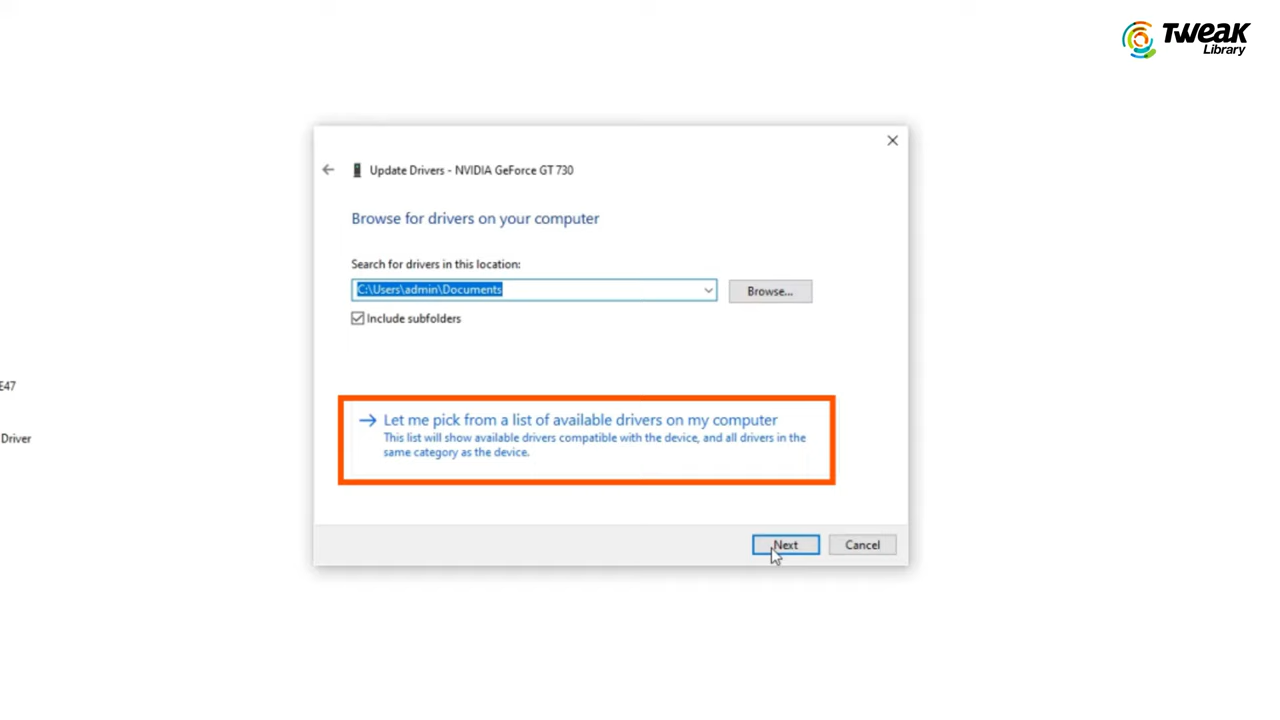 TWEAK
Library
Update Drivers - NVIDIA GeForce GT 730
Browse for drivers on your computer
Search for drivers in this location:
C:\Users\admin\Documents
Browse...
Include subfolders
E47
Let me pick from a list of available drivers on my computer
Driver
This list will show available drivers compatible with the device, and all drivers in the
same category as the device.
Next
Cancel